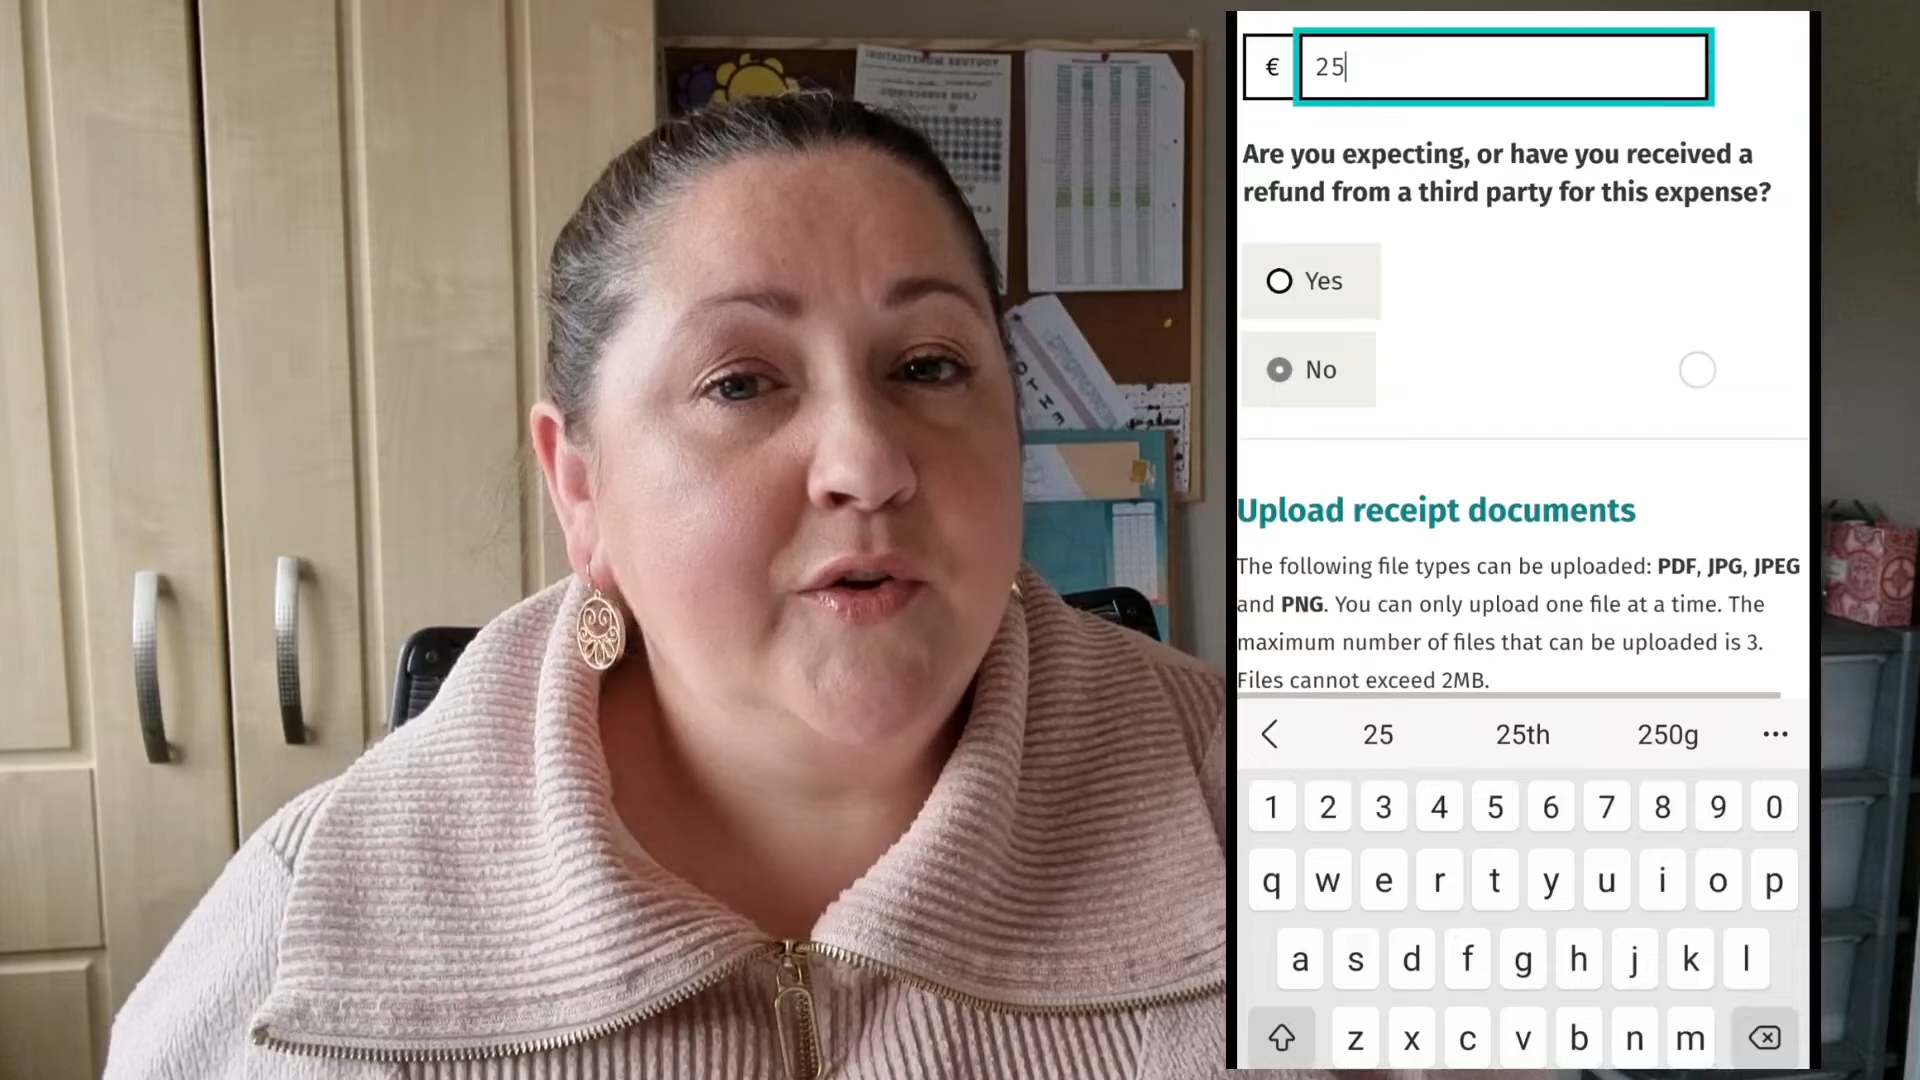 YOUTUBE MONETIZATION
€ 25
Are you expecting, or have you received a
refund from a third party for this expense?
Yes
No
Upload receipt documents
The following file types can be uploaded: PDF, JPG, JPEG
and PNG. You can only upload one file at a time. The
maximum number of files that can be uploaded is 3.
Files cannot exceed 2MB.
25 25th 250g ...
1 2 3 4 5 6 7 8 9 0
q w e r t y u i o p
a s d f g h j k l
z x c v b n m